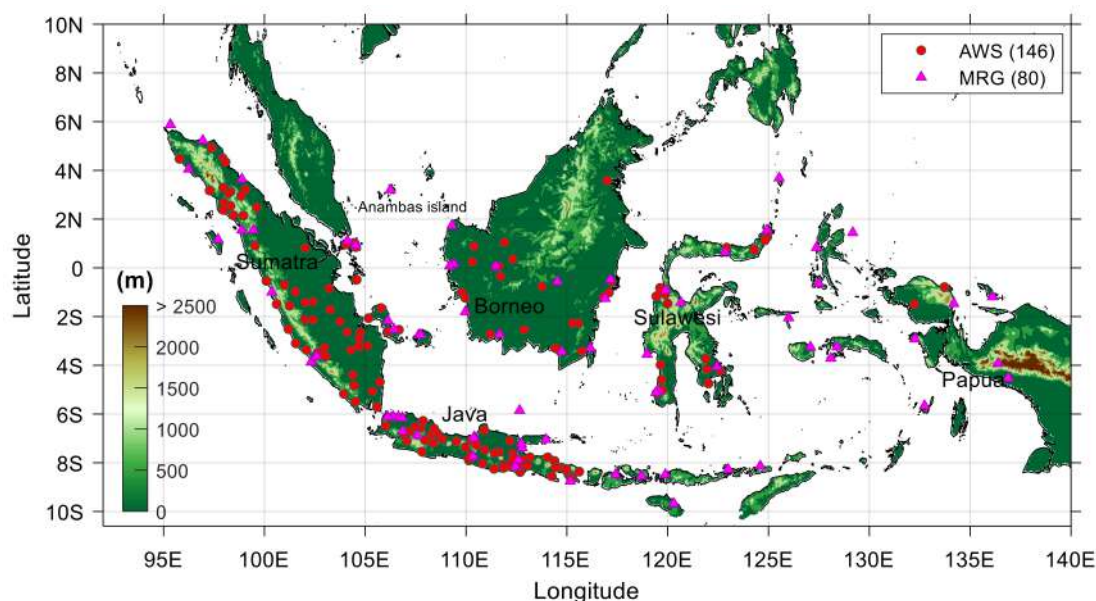 10N
8N
6N
4N
2N
0
2S
4S
6S
8S
10S
Latitude
AWS (146)
MRG (80)
Anambas island
Sumatra
Borneo
Sulawesi
Papua
Java
(m)
> 2500
2000
1500
1000
500
0
95E 100E 105E 110E 115E 120E 125E 130E 135E 140E
Longitude